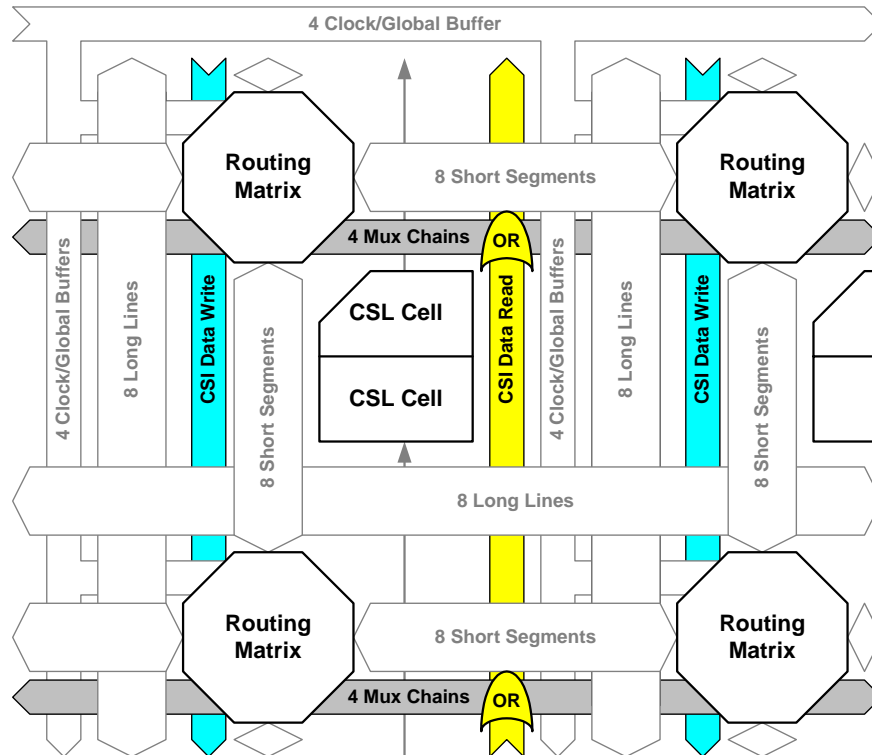 4 Clock/Global Buffer
Routing
Matrix
8 Short Segments
Routing
Matrix
4 Mux Chains
OR
4 Clock/Global Buffers
8 Long Lines
CSI Data Write
8 Short Segments
CSL Cell
CSL Cell
CSI Data Read
4 Clock/Global Buffers
8 Long Lines
CSI Data Write
8 Short Segments
8 Long Lines
Routing
Matrix
8 Short Segments
Routing
Matrix
4 Mux Chains
OR